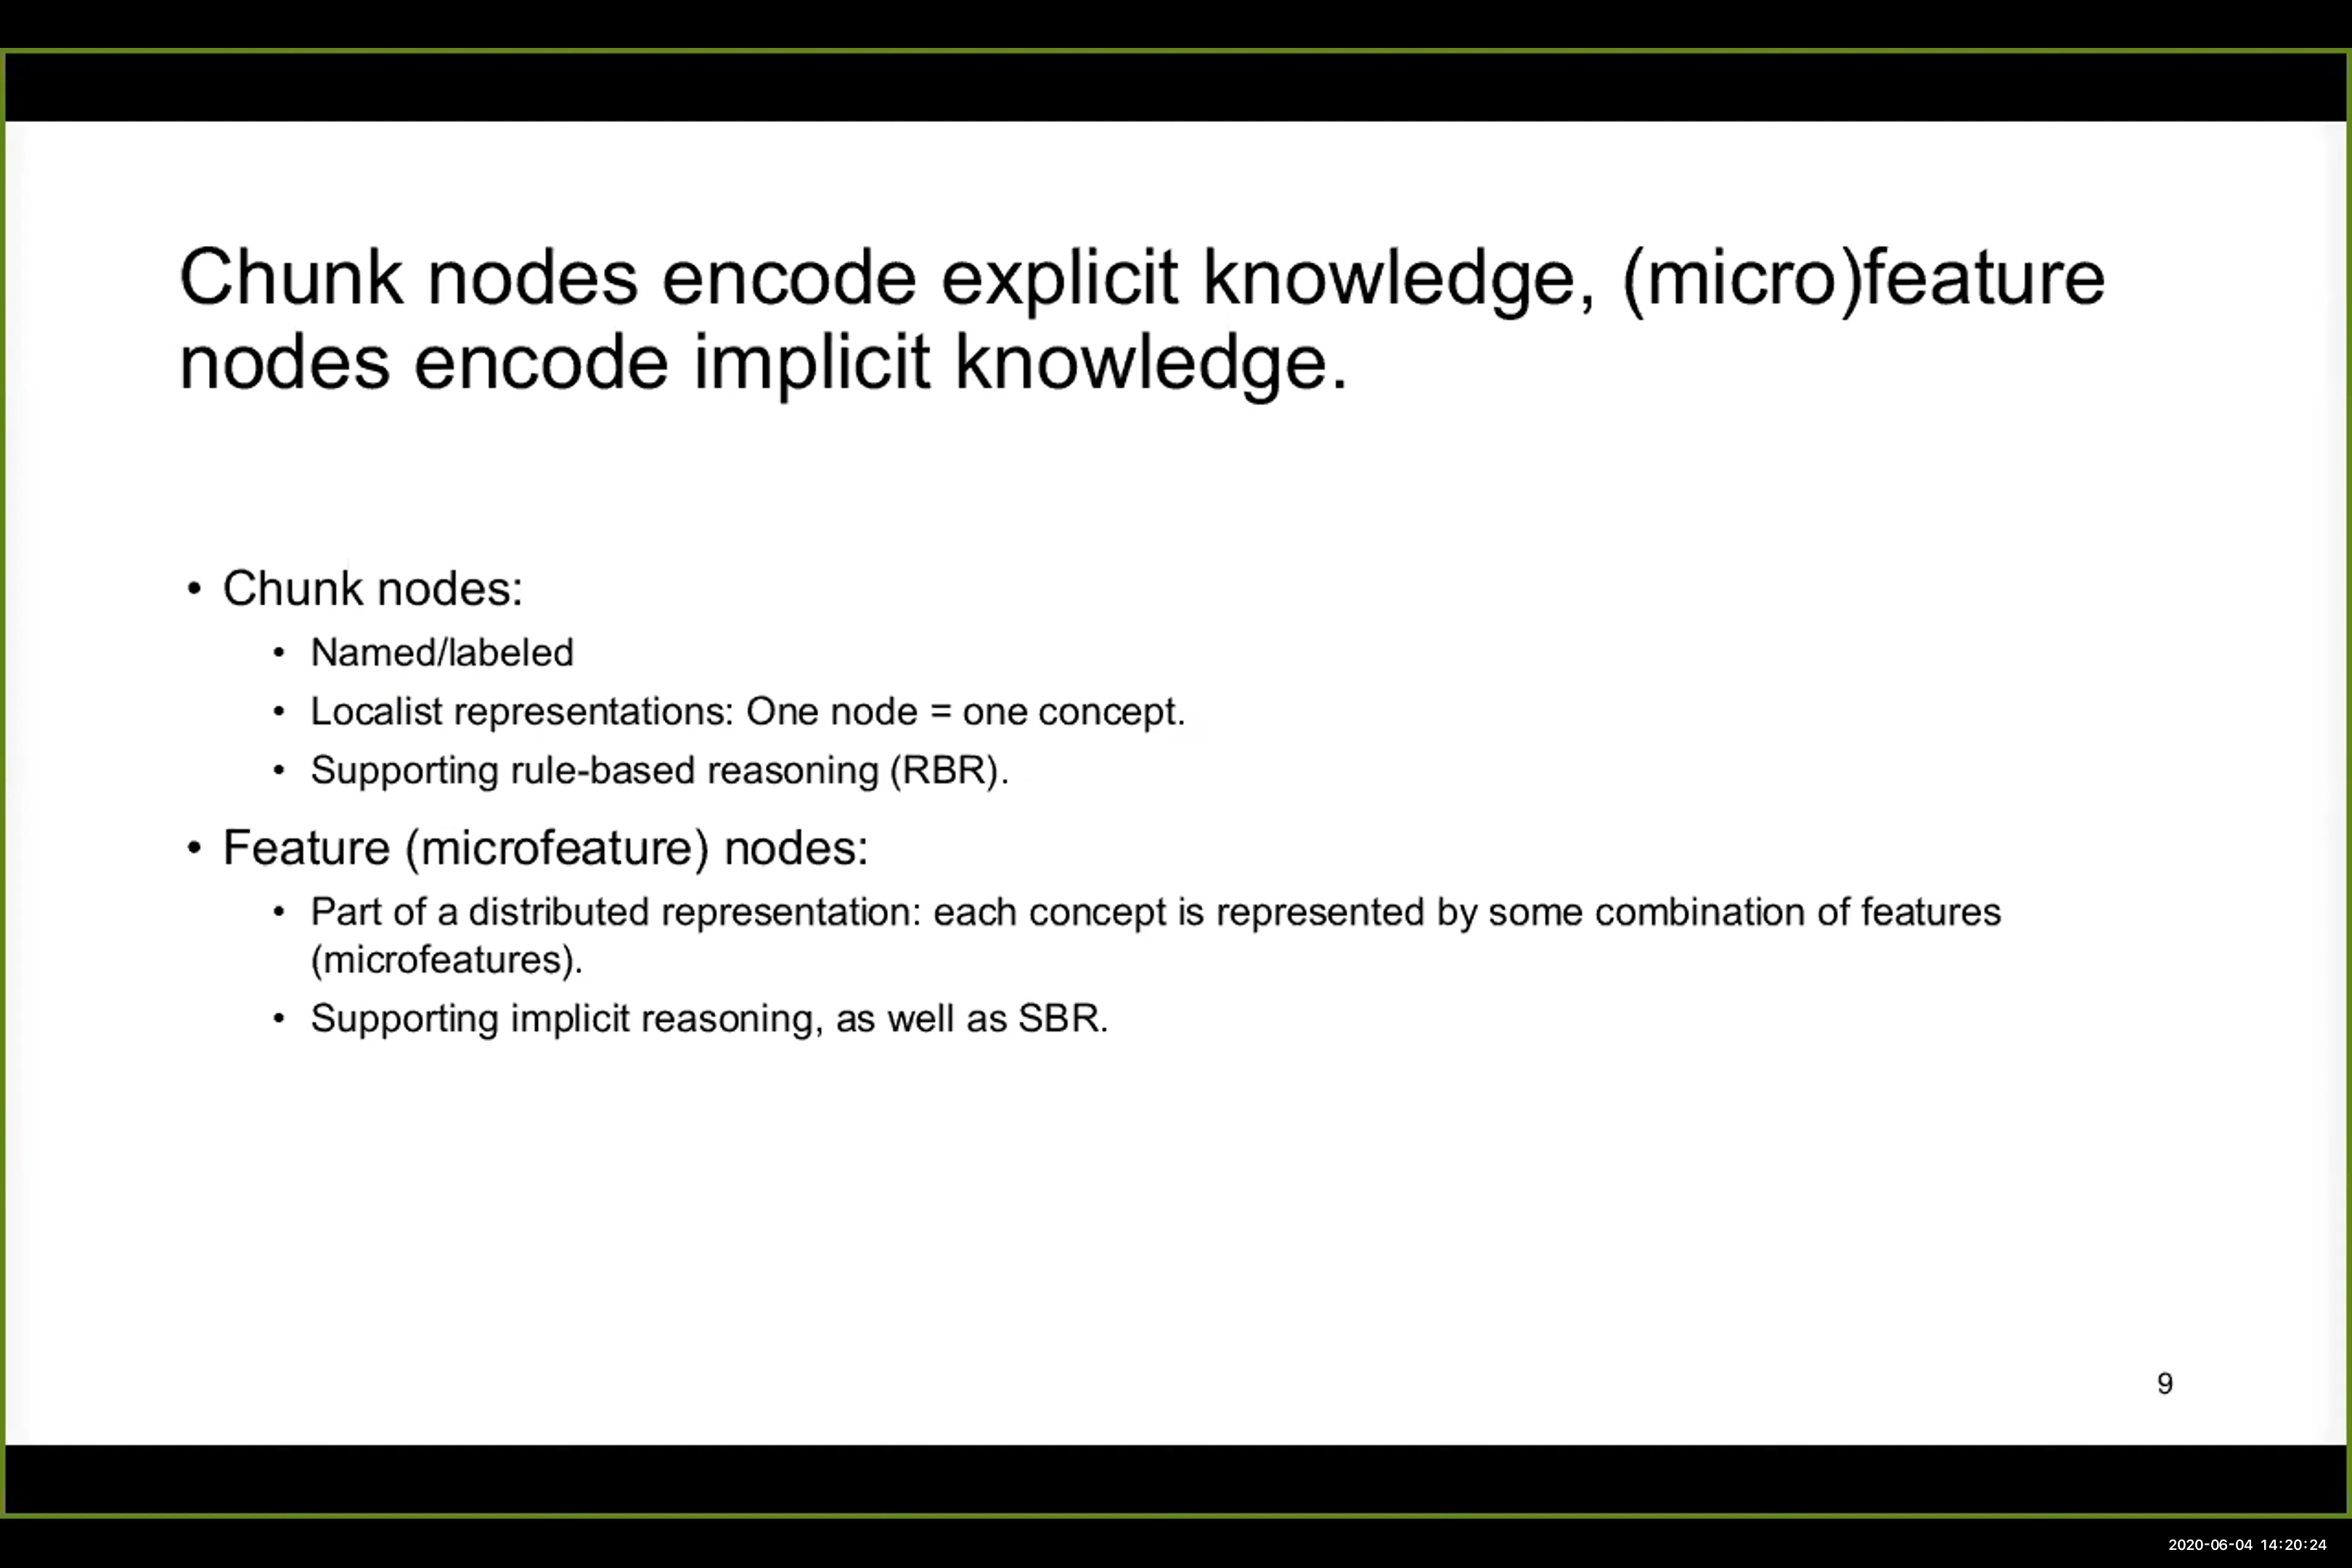 Chunk nodes encode explicit knowledge, (micro)feature
nodes encode implicit knowledge.
• Chunk nodes:
• Named/labeled
• Localist representations: One node = one concept.
• Supporting rule-based reasoning (RBR).
• Feature (microfeature) nodes:
• Part of a distributed representation: each concept is represented by some combination of features
(microfeatures).
• Supporting implicit reasoning, as well as SBR.
9
2020-06-04 14:20:24